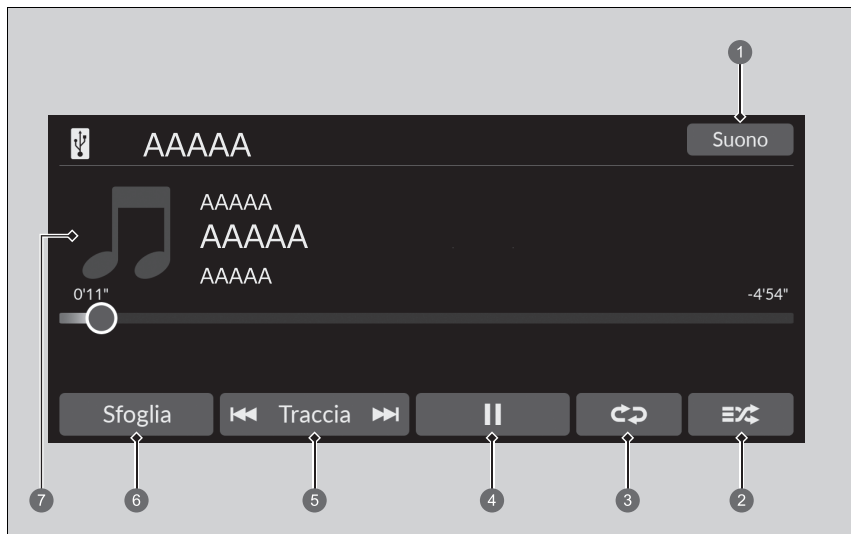 1
AAAAA
Suono
AAAAA
AAAAA
AAAAA
0'11"
-4'54"
Sfoglia
Traccia
7
6
5
4
3
2